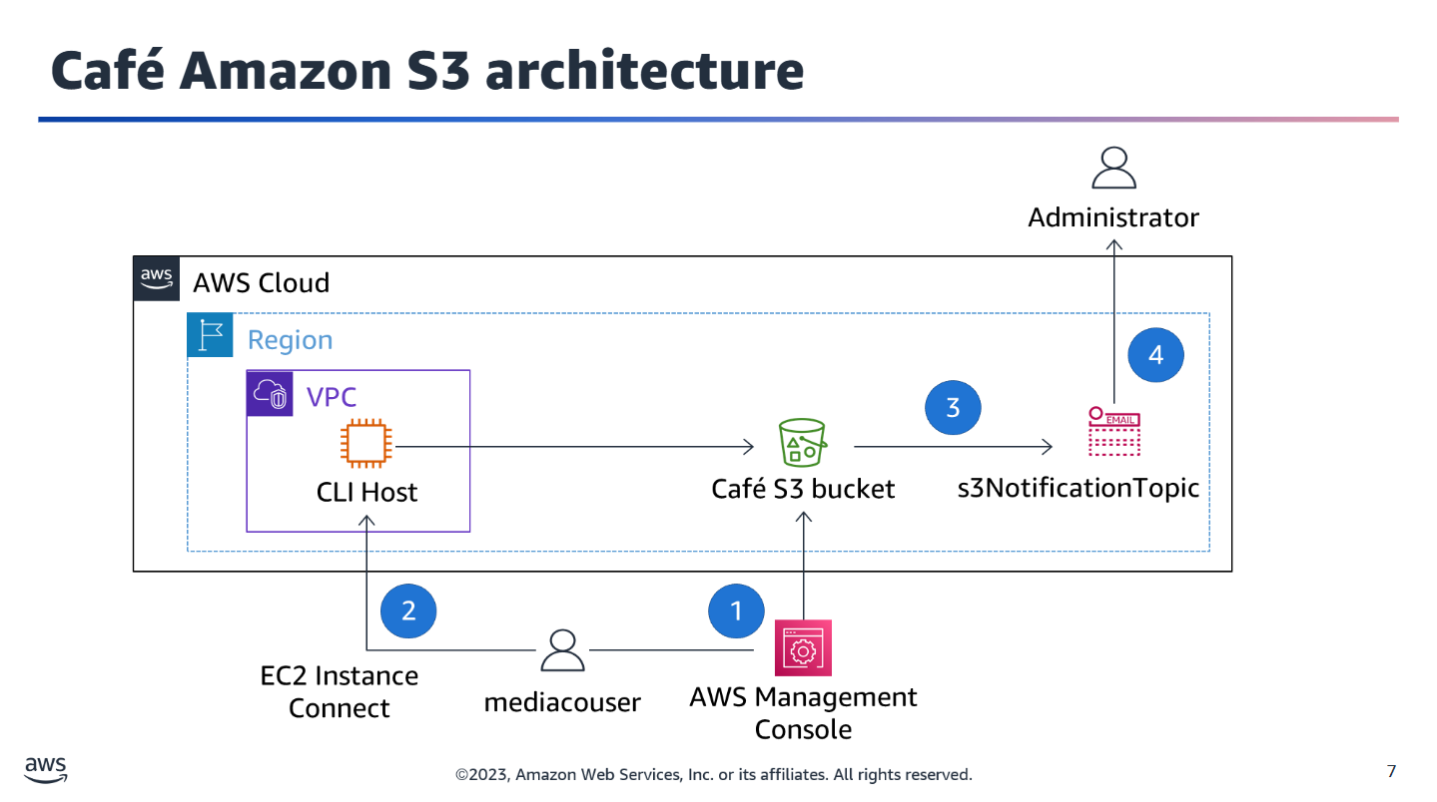 Café Amazon S3 architecture
Administrator
aws
AWS Cloud
Region
4
VPC
3
EMAIL
CLI Host
Café S3 bucket
s3NotificationTopic
2
1
EC2 Instance
Connect
mediacouser
AWS Management
Console
aws
©2023, Amazon Web Services, Inc. or its affiliates. All rights reserved.
7